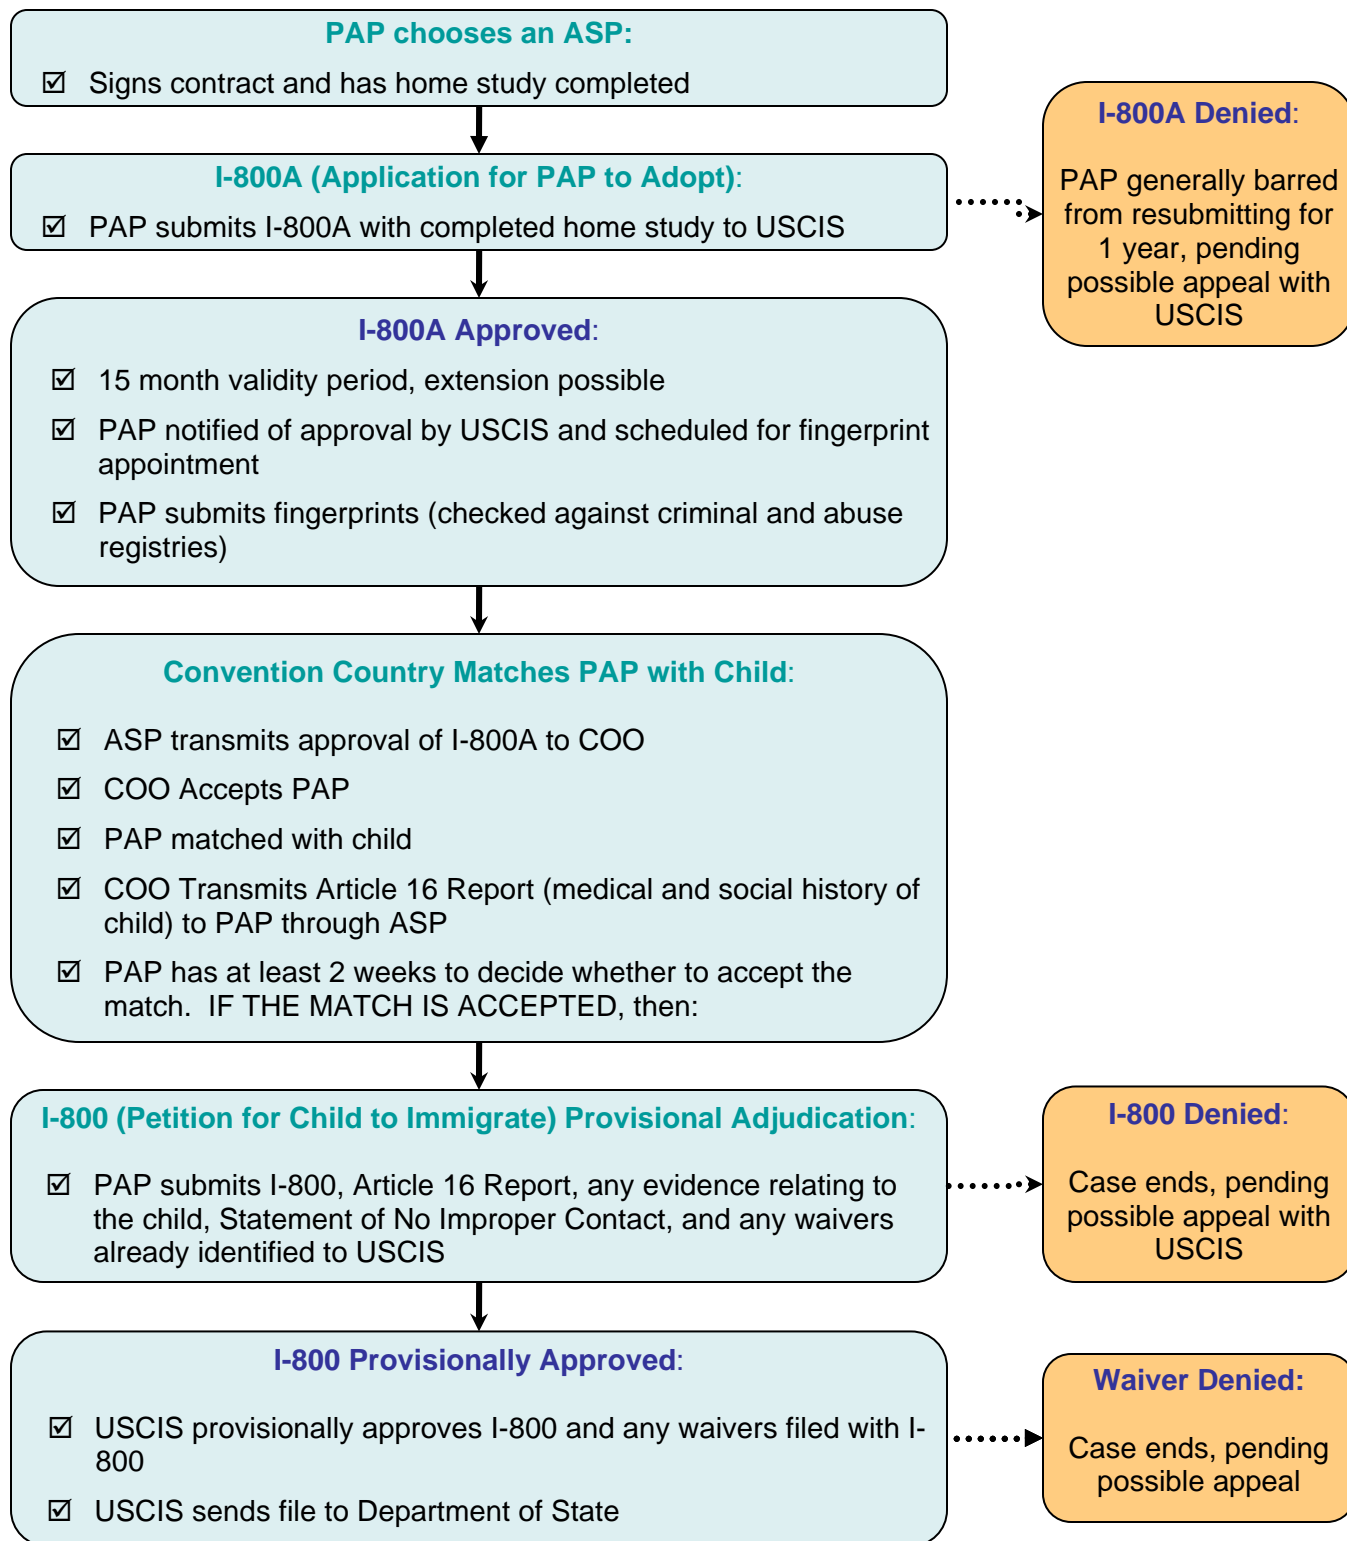 PAP chooses an ASP:
☑ Signs contract and has home study completed
I-800A (Application for PAP to Adopt):
☑ PAP submits I-800A with completed home study to USCIS
I-800A Denied:
PAP generally barred
from resubmitting for
1 year, pending
possible appeal with
USCIS
I-800A Approved:
☑ 15 month validity period, extension possible
☑ PAP notified of approval by USCIS and scheduled for fingerprint
appointment
☑ PAP submits fingerprints (checked against criminal and abuse
registries)
Convention Country Matches PAP with Child:
☑ ASP transmits approval of I-800A to COO
☑ COO Accepts PAP
☑ PAP matched with child
☑ COO Transmits Article 16 Report (medical and social history of
child) to PAP through ASP
☑ PAP has at least 2 weeks to decide whether to accept the
match.  IF THE MATCH IS ACCEPTED, then:
I-800 (Petition for Child to Immigrate) Provisional Adjudication:
☑ PAP submits I-800, Article 16 Report, any evidence relating to
the child, Statement of No Improper Contact, and any waivers
already identified to USCIS
I-800 Denied:
Case ends, pending
possible appeal with
USCIS
I-800 Provisionally Approved:
☑ USCIS provisionally approves I-800 and any waivers filed with I-
800
☑ USCIS sends file to Department of State
Waiver Denied:
Case ends, pending
possible appeal